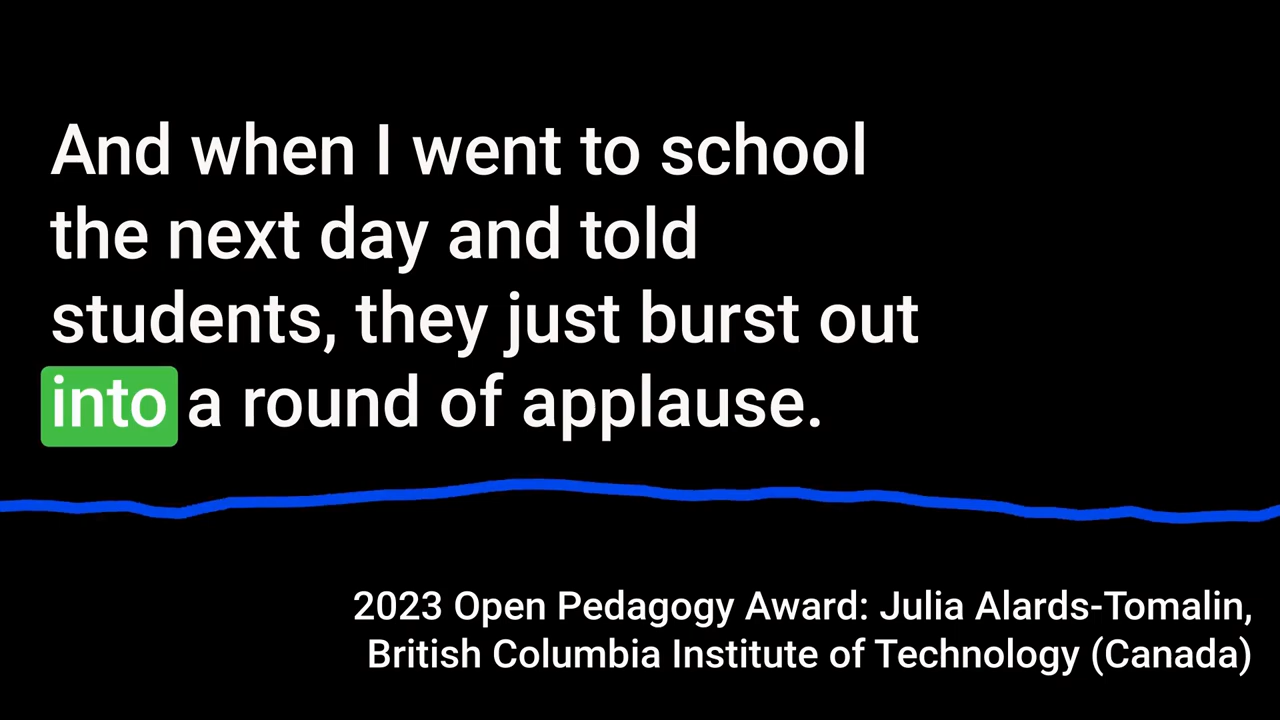 And when I went to school
the next day and told
students, they just burst out
into a round of applause.
2023 Open Pedagogy Award: Julia Alards-Tomalin,
British Columbia Institute of Technology (Canada)